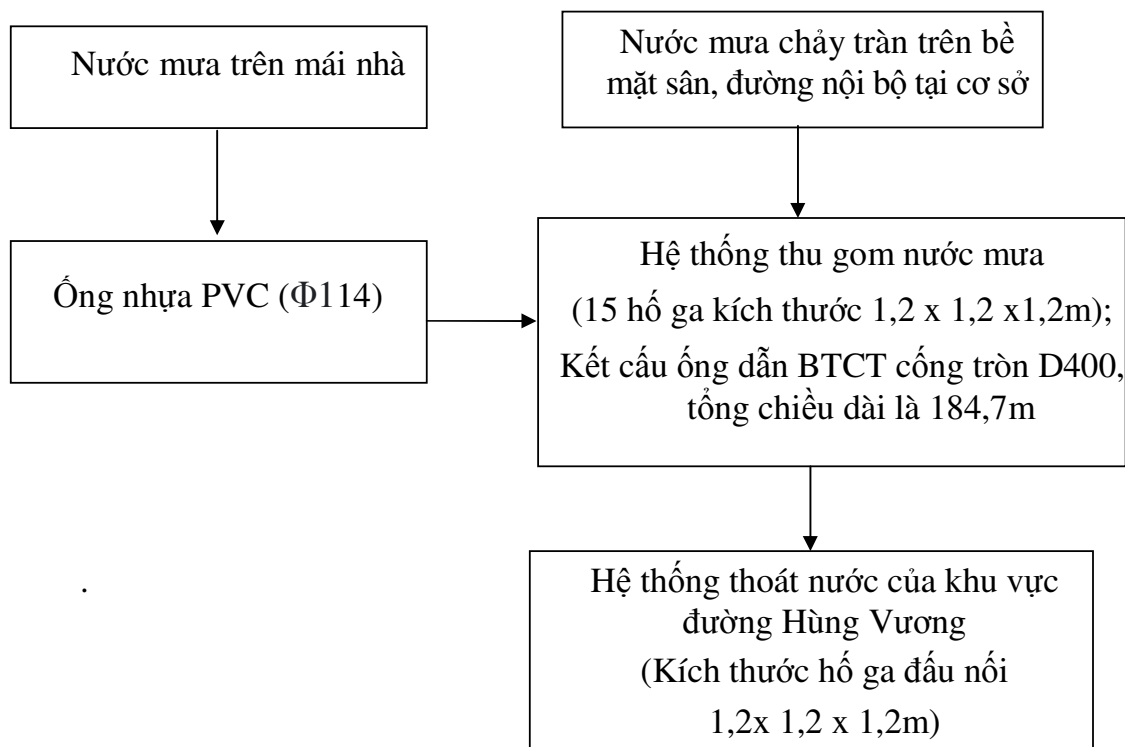 Nước mưa trên mái nhà
Nước mưa chảy tràn trên bề
mặt sân, đường nội bộ tại cơ sở
Ống nhựa PVC (Φ114)
Hệ thống thu gom nước mưa
(15 hố ga kích thước 1,2 x 1,2 x1,2m);
Kết cấu ống dẫn BTCT cống tròn D400,
tổng chiều dài là 184,7m
.
Hệ thống thoát nước của khu vực
đường Hùng Vương
(Kích thước hố ga đấu nối
1,2x 1,2 x 1,2m)